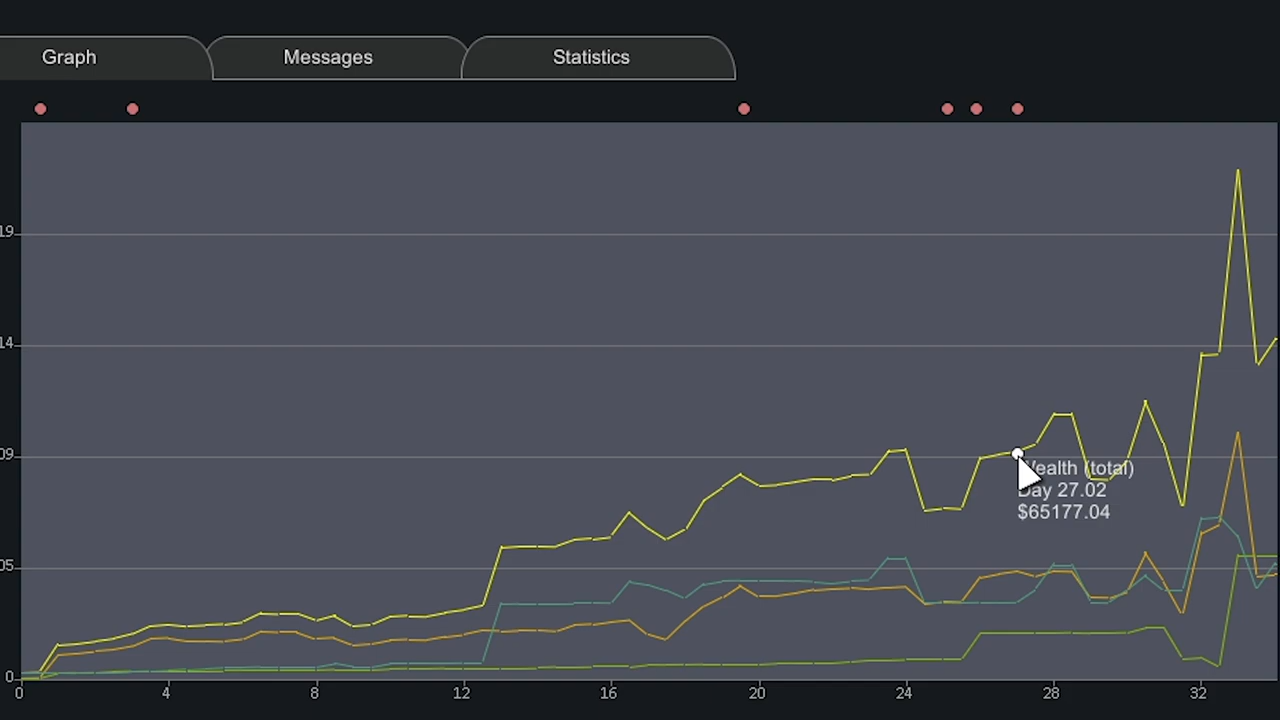 Graph Messages Statistics
19
14
09
Wealth (total)
Day 27.02
$65177.04
05
0
0 4 8 12 16 20 24 28 32